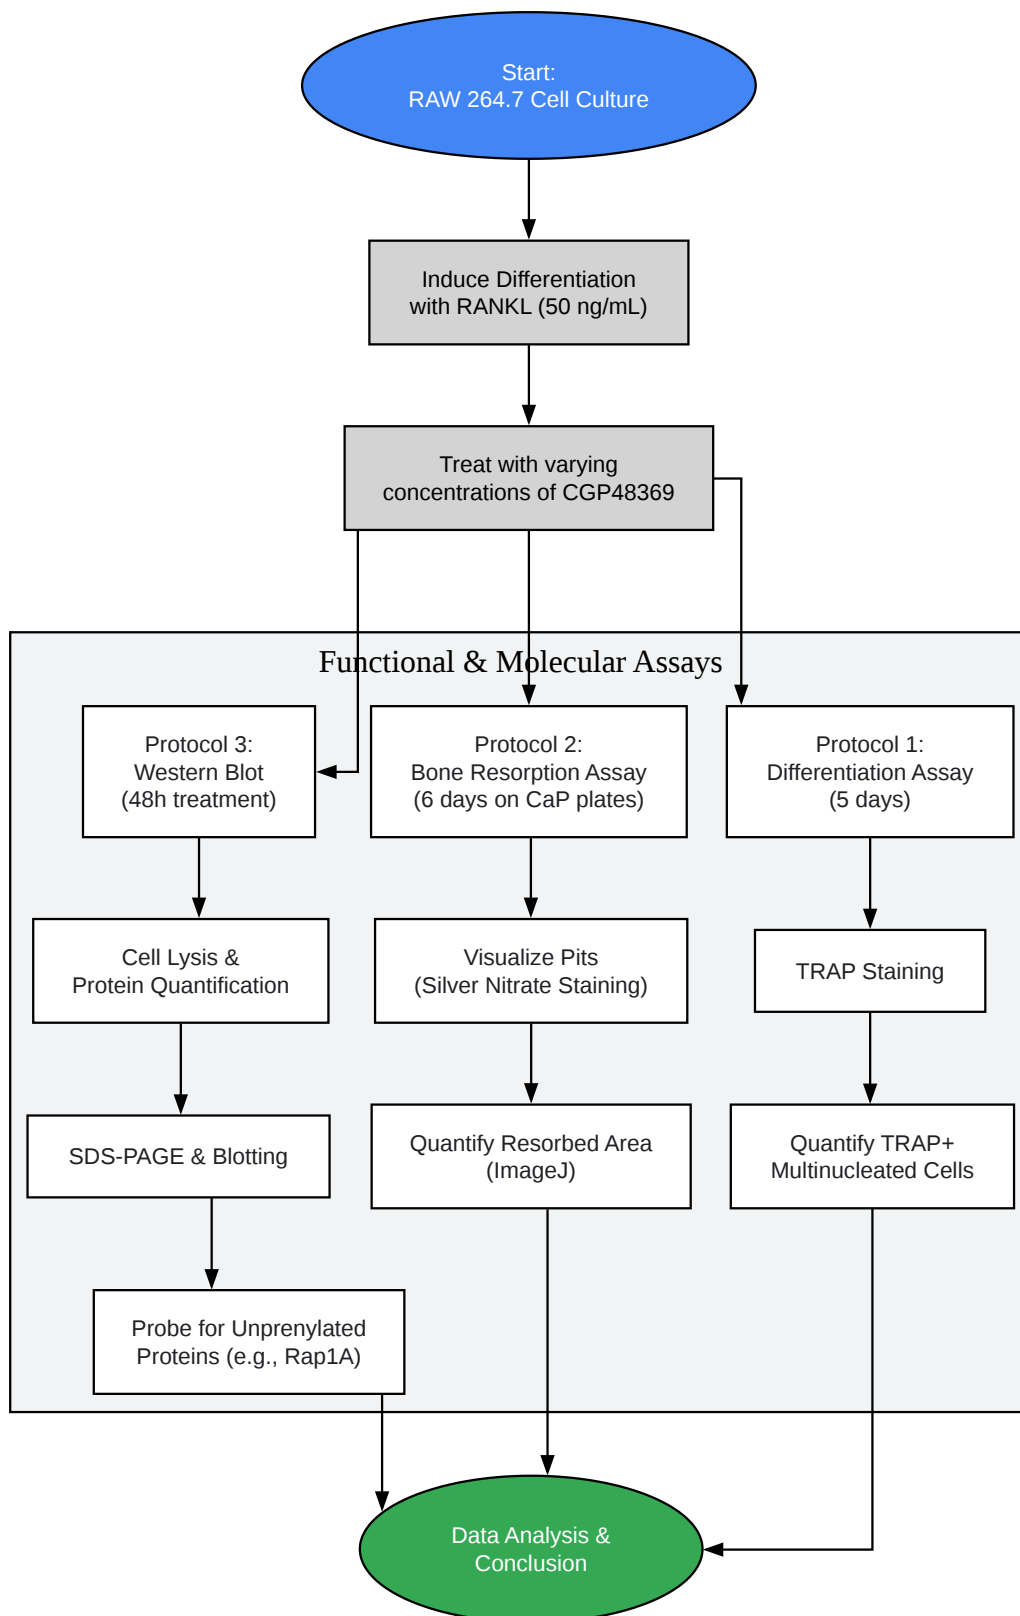 Start:
RAW 264.7 Cell Culture
Induce Differentiation
with RANKL (50 ng/mL)
Treat with varying
concentrations of CGP48369
Functional & Molecular Assays
Protocol 3:
Western Blot
(48h treatment)
Protocol 2:
Bone Resorption Assay
(6 days on CaP plates)
Protocol 1:
Differentiation Assay
(5 days)
Cell Lysis &
Protein Quantification
Visualize Pits
(Silver Nitrate Staining)
TRAP Staining
SDS-PAGE & Blotting
Quantify Resorbed Area
(ImageJ)
Quantify TRAP+
Multinucleated Cells
Probe for Unprenylated
Proteins (e.g., Rap1A)
Data Analysis &
Conclusion